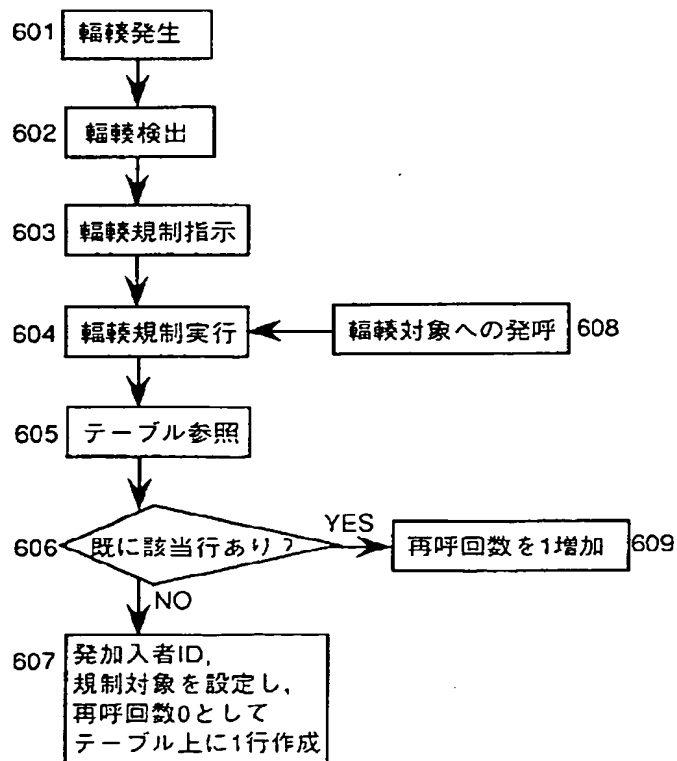 601 輻輳発生
602 輻輳検出
603 輻輳規制指示
604 輻輳規制実行
輻輳対象への発呼 608
605 テーブル参照
606 既に該当行あり?
YES
再呼回数を1増加 609
NO
607 発加入者ID,
規制対象を設定し,
再呼回数0として
テーブル上に1行作成